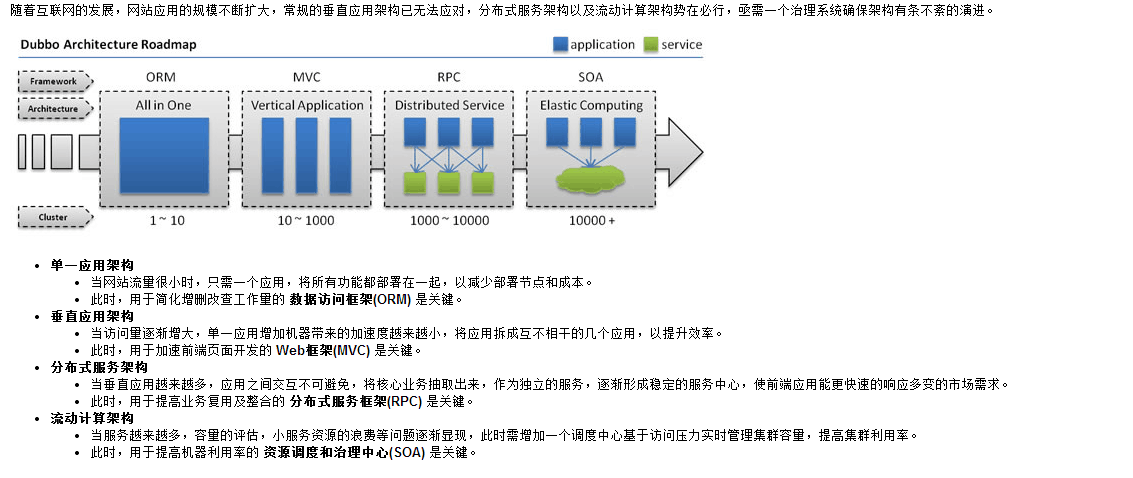 随着互联网的发展，网站应用的规模不断扩大，常规的垂直应用架构已无法应对，分布式服务架构以及流动计算架构势在必行，亟需一个治理系统确保架构有条不紊的演进。
Dubbo Architecture Roadmap
application
service
Framework
ORM
MVC
RPC
SOA
Architecture
All in One
Vertical Application
Distributed Service
Elastic Computing
Cluster
1 ~ 10
10 ~ 1000
1000 ~ 10000
10000 +
• 单一应用架构
• 当网站流量很小时，只需一个应用，将所有功能都部署在一起，以减少部署节点和成本。
• 此时，用于简化增删改查工作量的 数据访问框架(ORM) 是关键。
• 垂直应用架构
• 当访问量逐渐增大，单一应用增加机器带来的加速度越来越小，将应用拆成互不相干的几个应用，以提升效率。
• 此时，用于加速前端页面开发的 Web框架(MVC) 是关键。
• 分布式服务架构
• 当垂直应用越来越多，应用之间交互不可避免，将核心业务抽取出来，作为独立的服务，逐渐形成稳定的服务中心，使前端应用能更快速的响应多变的市场需求。
• 此时，用于提高业务复用及整合的 分布式服务框架(RPC) 是关键。
• 流动计算架构
• 当服务越来越多，容量的评估，小服务资源的浪费等问题逐渐显现，此时需增加一个调度中心基于访问压力实时管理集群容量，提高集群利用率。
• 此时，用于提高机器利用率的 资源调度和治理中心(SOA) 是关键。